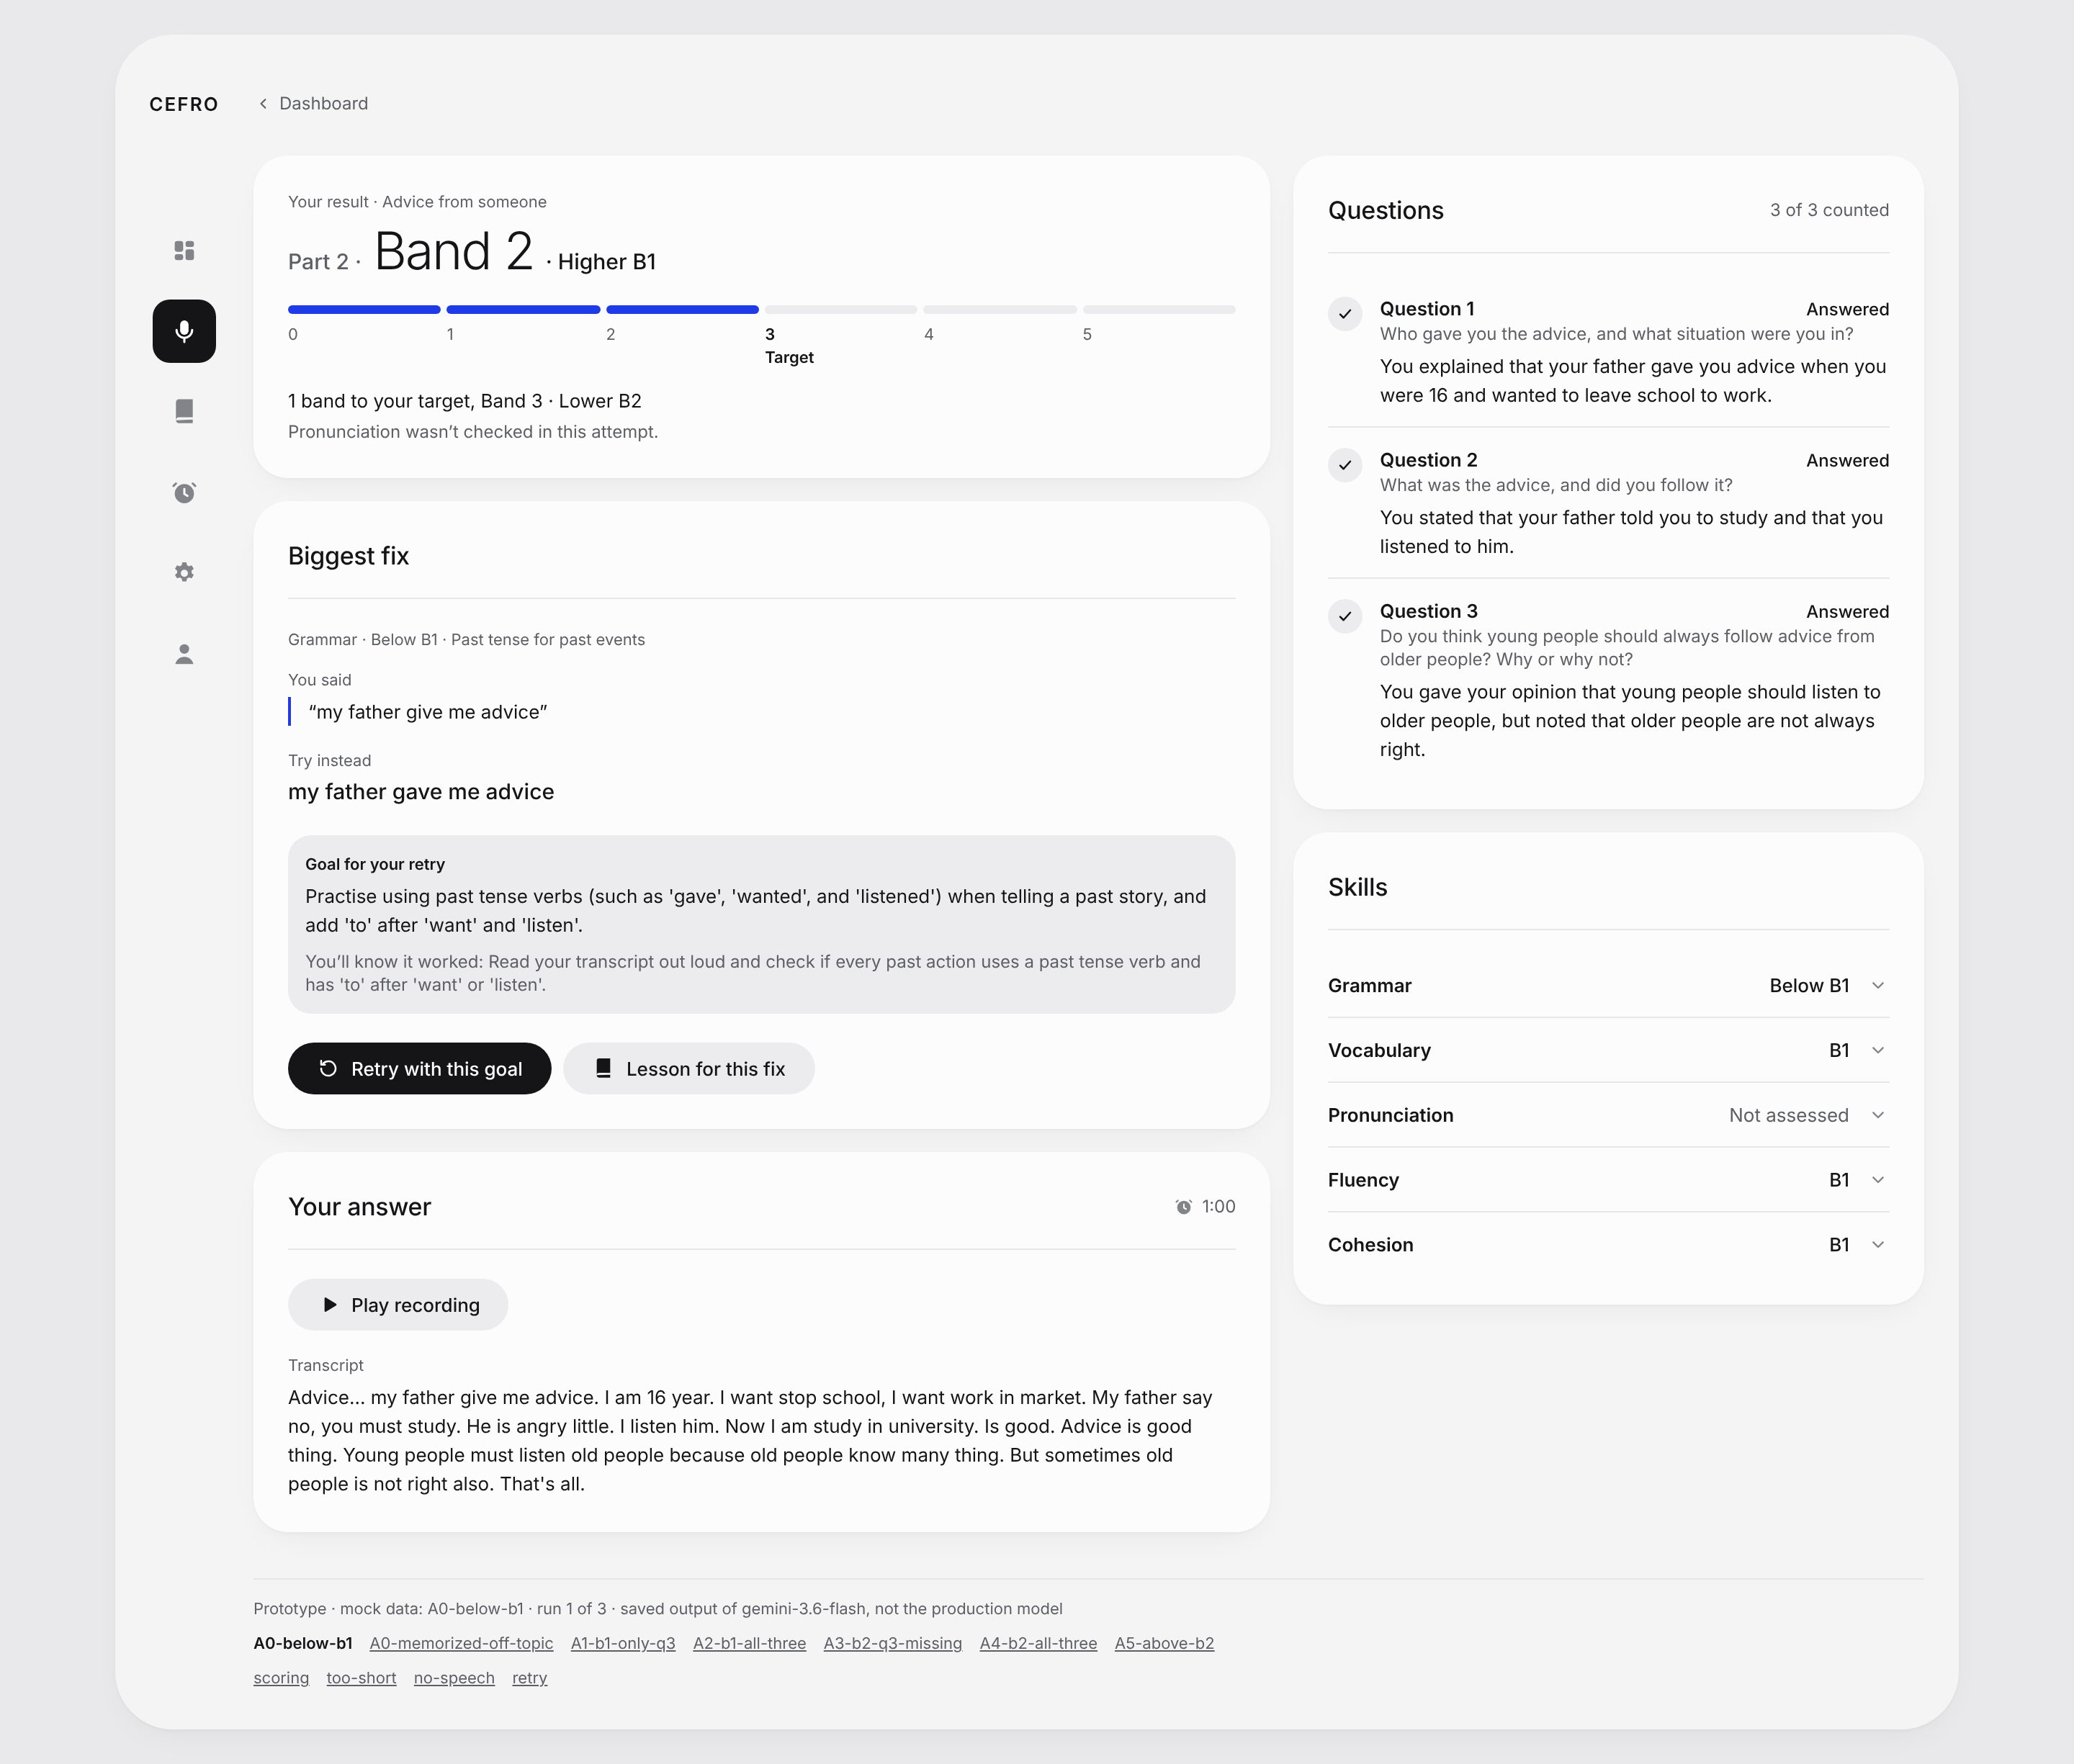 CEFRO
Dashboard
Your result · Advice from someone
Part 2 · Band 2 · Higher B1
0 1 2 3 4 5
Target
1 band to your target, Band 3 · Lower B2
Pronunciation wasn’t checked in this attempt.
Biggest fix
Grammar · Below B1 · Past tense for past events
You said
“my father give me advice”
Try instead
my father gave me advice
Goal for your retry
Practise using past tense verbs (such as 'gave', 'wanted', and 'listened') when telling a past story, and
add 'to' after 'want' and 'listen'.
You’ll know it worked: Read your transcript out loud and check if every past action uses a past tense verb and
has 'to' after 'want' or 'listen'.
Retry with this goal
Lesson for this fix
Your answer
1:00
Play recording
Transcript
Advice... my father give me advice. I am 16 year. I want stop school, I want work in market. My father say
no, you must study. He is angry little. I listen him. Now I am study in university. Is good. Advice is good
thing. Young people must listen old people because old people know many thing. But sometimes old
people is not right also. That's all.
Questions
3 of 3 counted
Question 1
Answered
Who gave you the advice, and what situation were you in?
You explained that your father gave you advice when you
were 16 and wanted to leave school to work.
Question 2
Answered
What was the advice, and did you follow it?
You stated that your father told you to study and that you
listened to him.
Question 3
Answered
Do you think young people should always follow advice from
older people? Why or why not?
You gave your opinion that young people should listen to
older people, but noted that older people are not always
right.
Skills
Grammar Below B1
Vocabulary B1
Pronunciation Not assessed
Fluency B1
Cohesion B1
Prototype · mock data: A0-below-b1 · run 1 of 3 · saved output of gemini-3.6-flash, not the production model
A0-below-b1 A0-memorized-off-topic A1-b1-only-q3 A2-b1-all-three A3-b2-q3-missing A4-b2-all-three A5-above-b2
scoring too-short no-speech retry